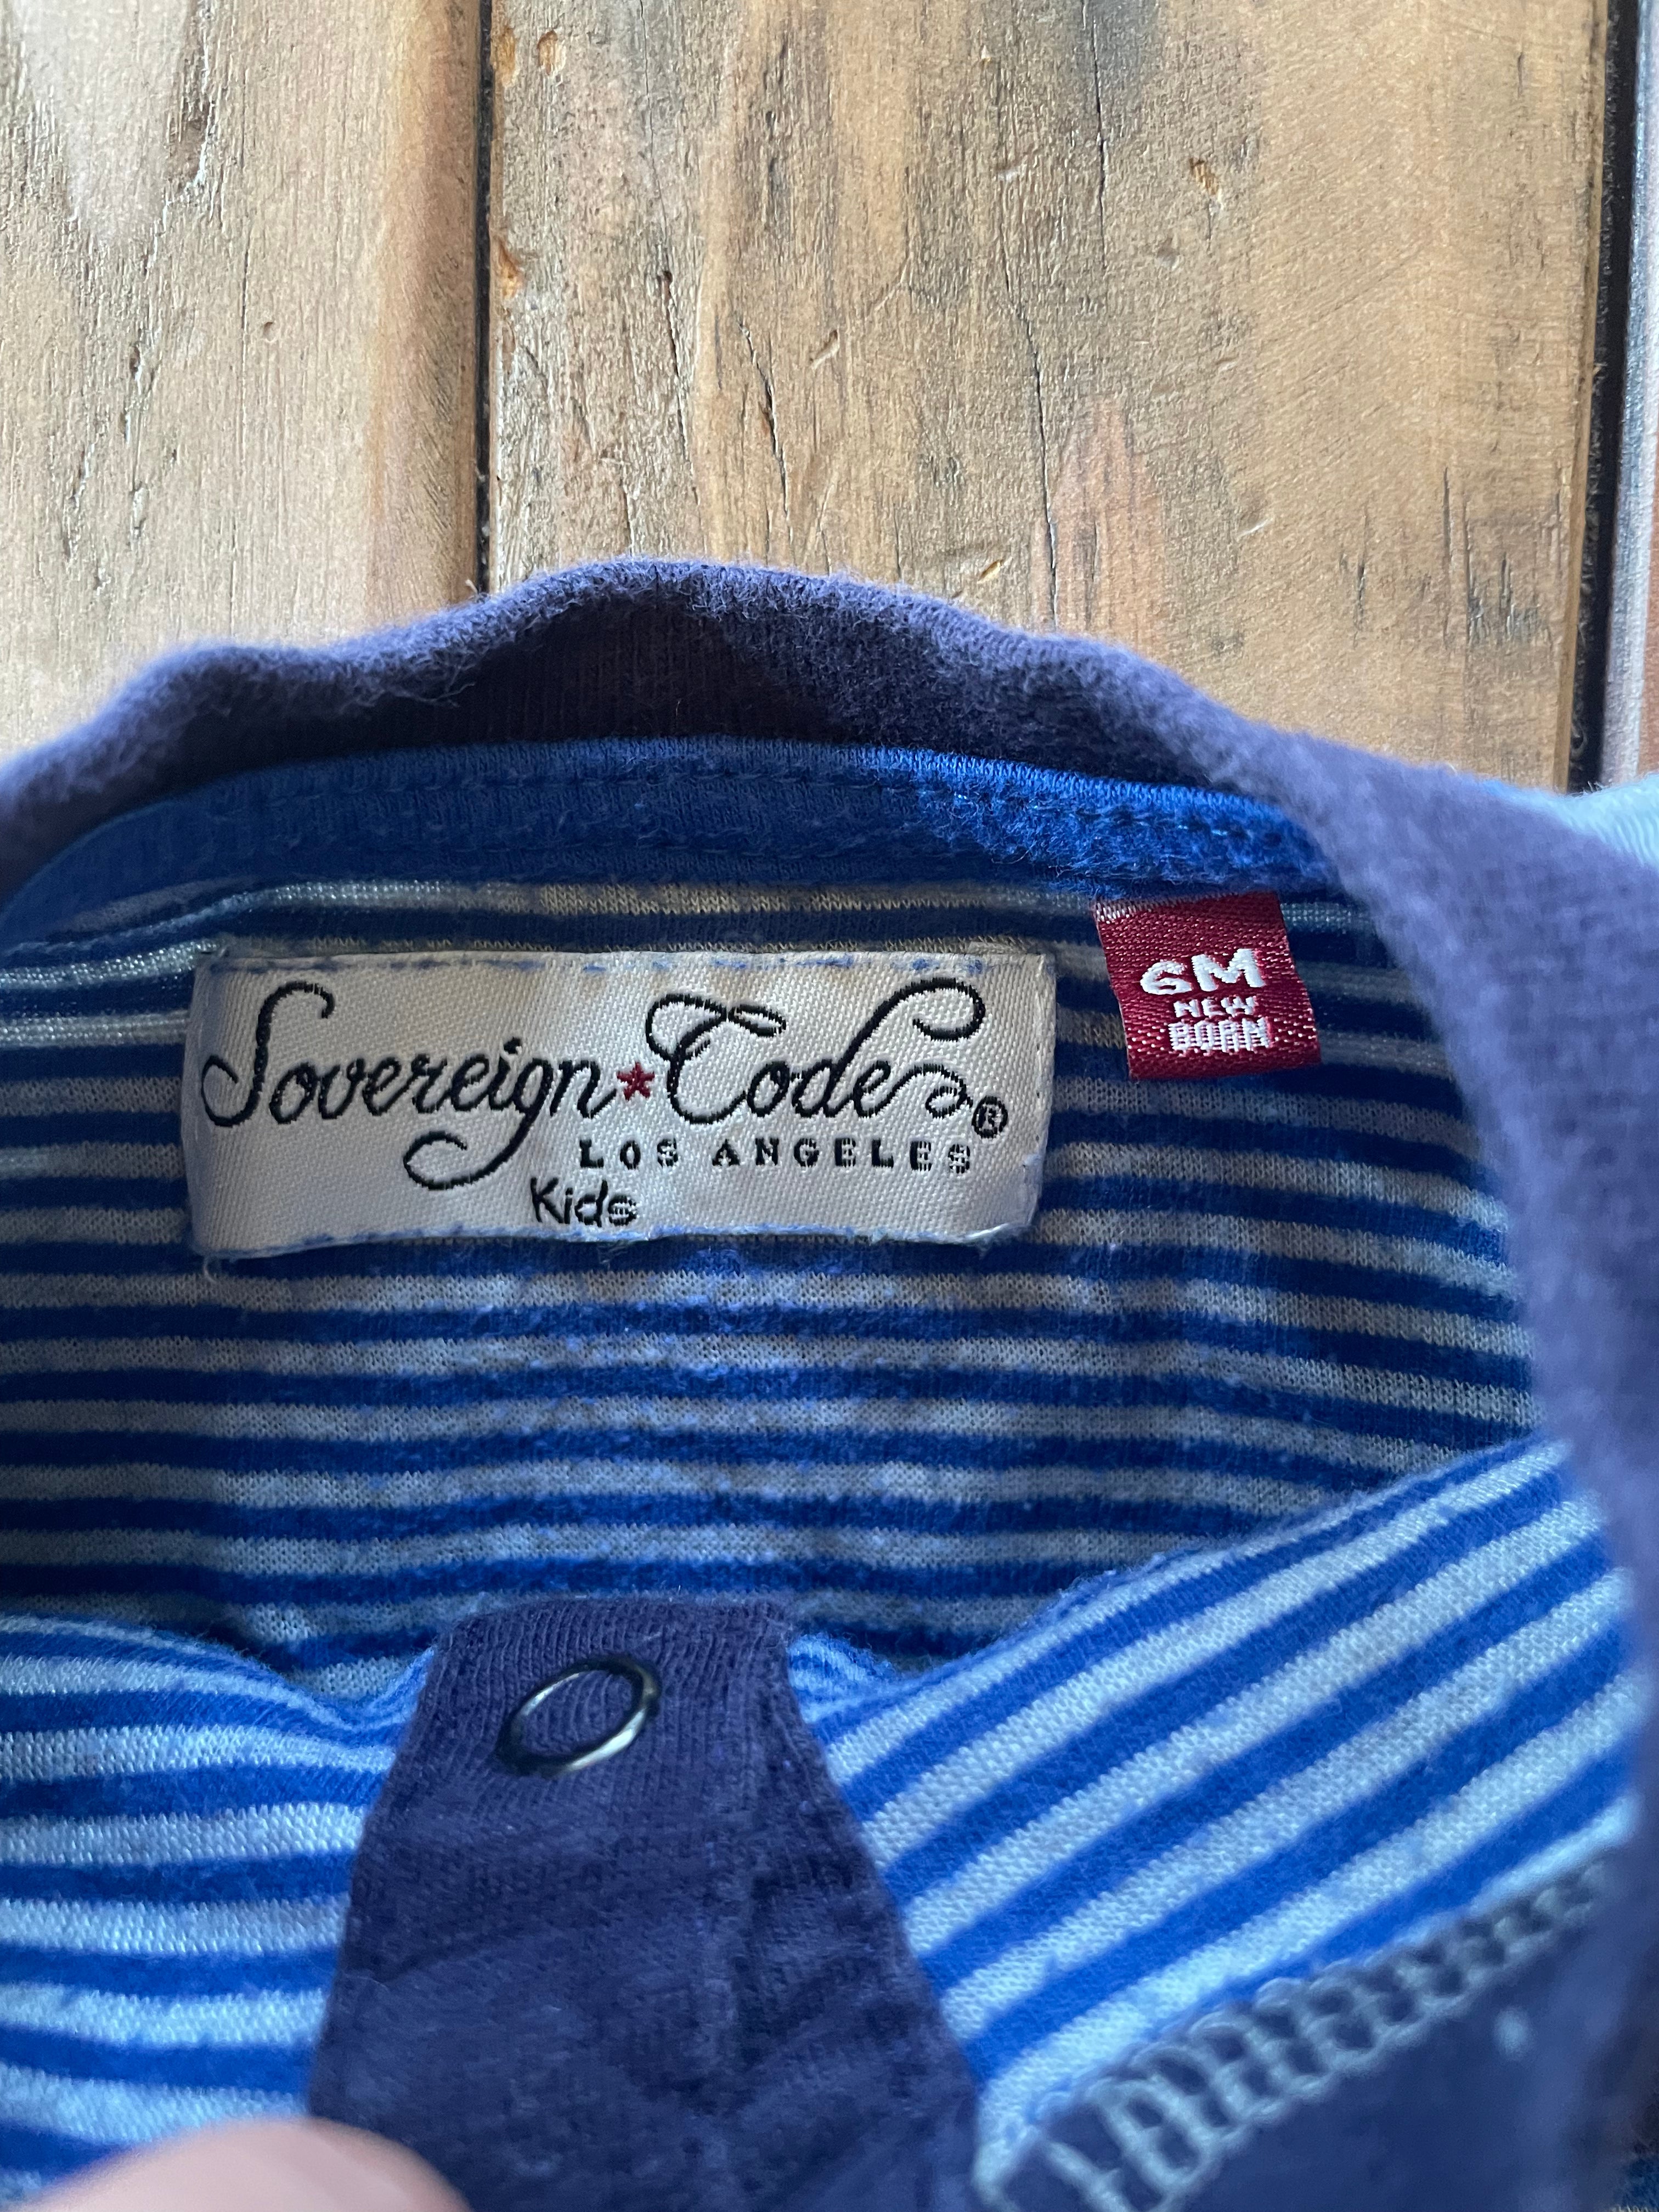 Sovereign*Code®
LOS ANGELES
Kids
6M
NEW
BORN